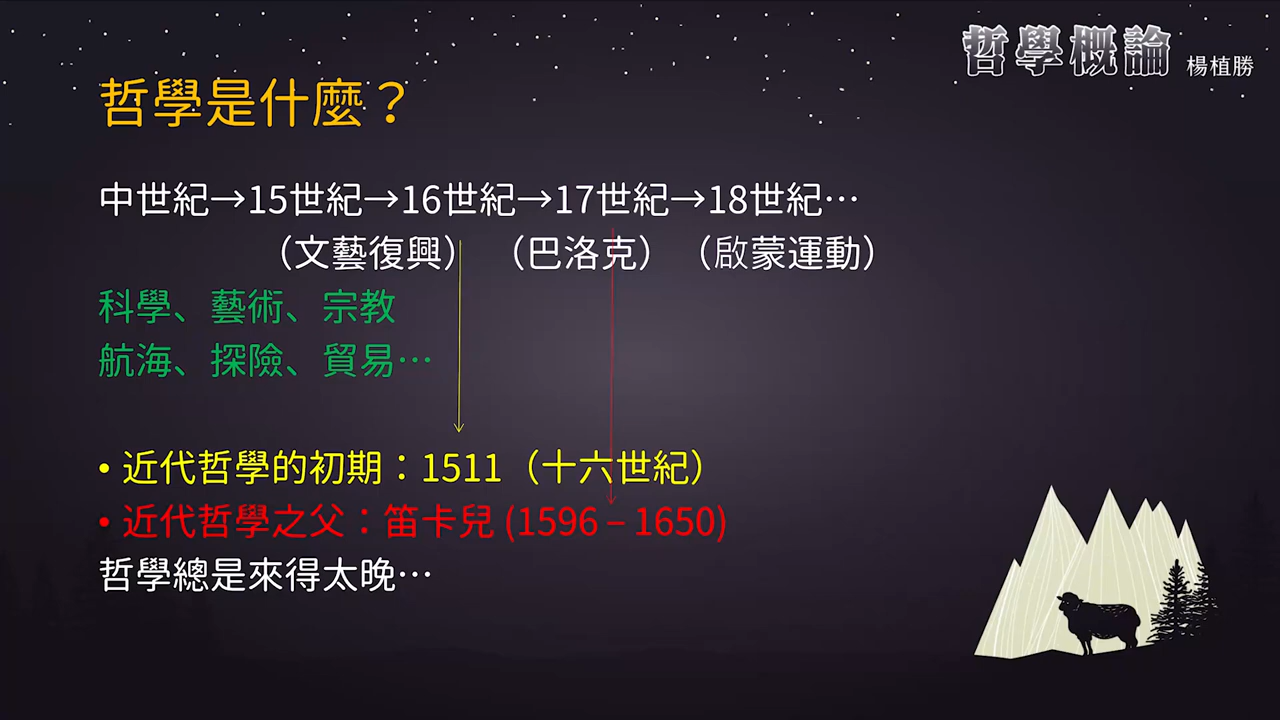 哲學概論 楊植勝
哲學是什麼？
中世紀→15世紀→16世紀→17世紀→18世紀…
（文藝復興）（巴洛克）（啟蒙運動）
科學、藝術、宗教
航海、探險、貿易…
• 近代哲學的初期：1511（十六世紀）
• 近代哲學之父：笛卡兒 (1596 – 1650)
哲學總是來得太晚…